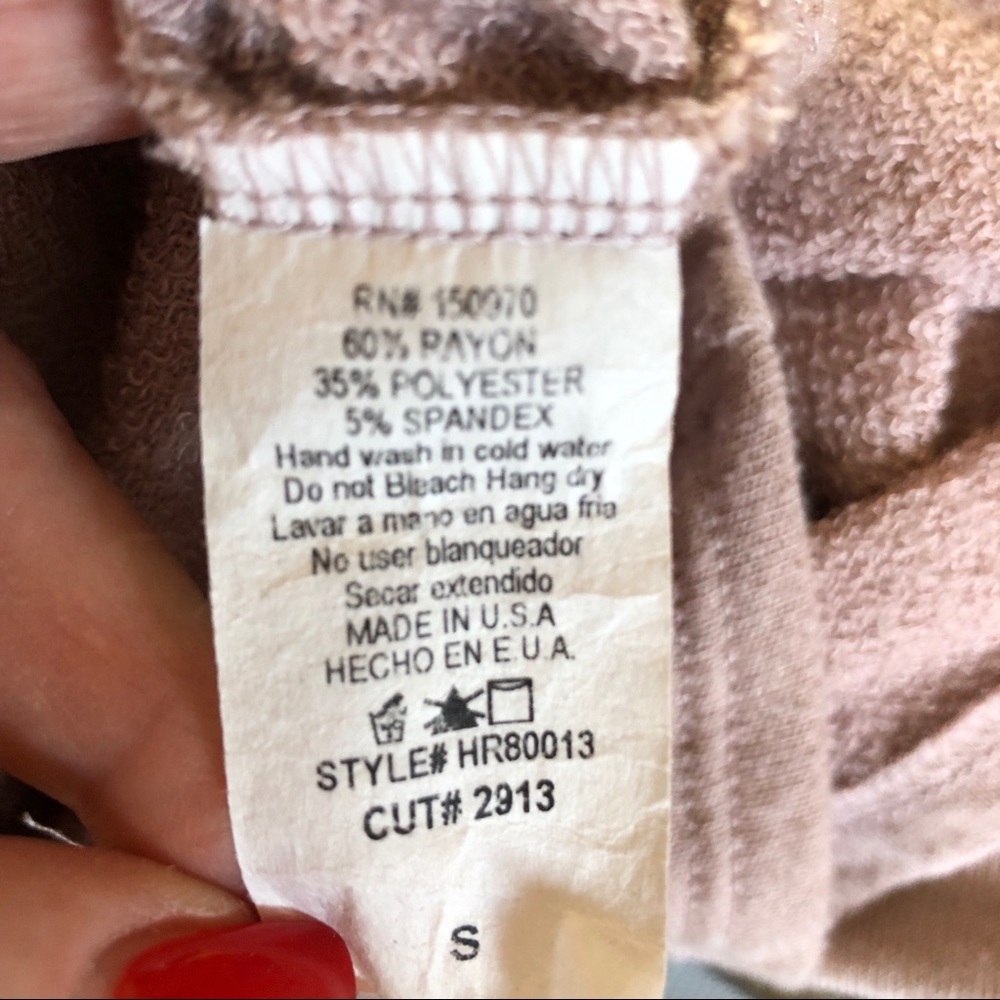 RN# 150970
60% RAYON
35% POLYESTER
5% SPANDEX
Hand wash in cold water
Do not Bleach Hang dry
Lavar a mano en agua fria
No user blanqueador
Secar extendido
MADE IN U.S.A
HECHO EN E.U.A.
STYLE# HR80013
CUT# 2913
S